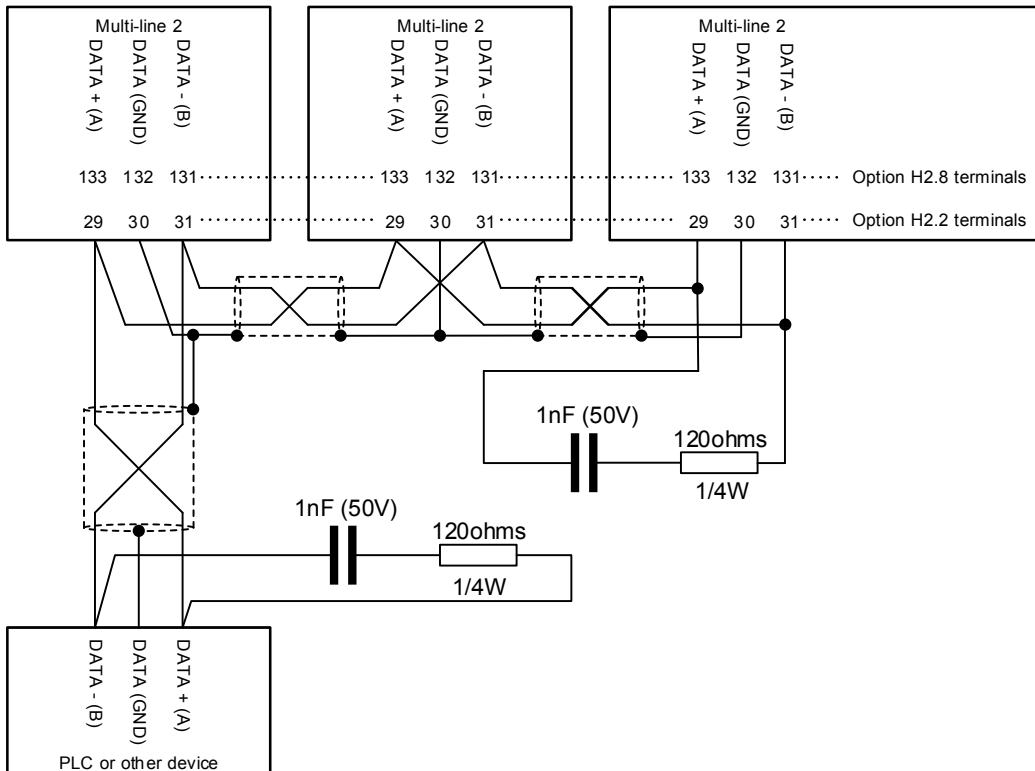 Multi-line 2
DATA + (A)
DATA (GND)
DATA - (B)
133 132 131
29 30 31
Multi-line 2
DATA + (A)
DATA (GND)
DATA - (B)
133 132 131
29 30 31
Multi-line 2
DATA + (A)
DATA (GND)
DATA - (B)
133 132 131 Option H2.8 terminals
29 30 31 Option H2.2 terminals
1nF (50V)
120ohms
1/4W
1nF (50V)
120ohms
1/4W
DATA - (B)
DATA (GND)
DATA + (A)
PLC or other device